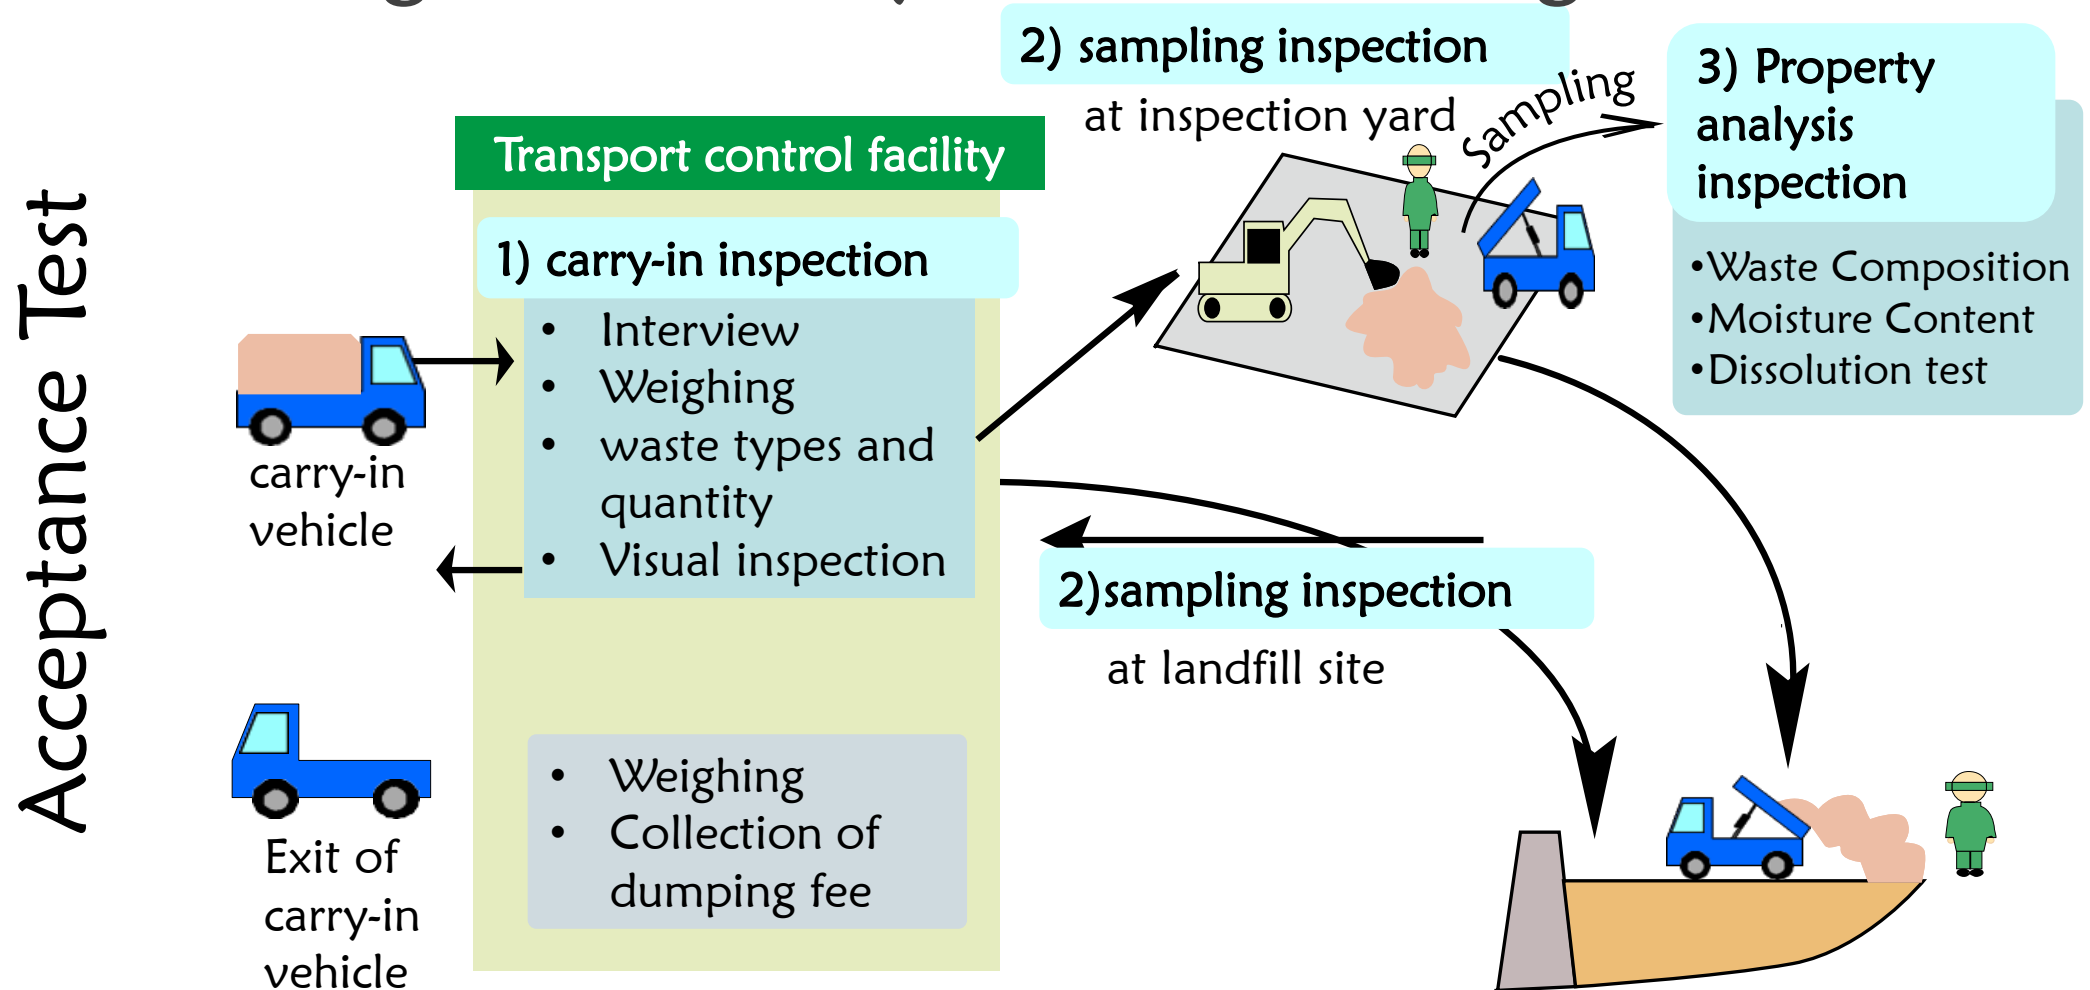 Acceptance Test
2) sampling inspection
at inspection yard
Sampling
3) Property
analysis
inspection
•Waste Composition
•Moisture Content
•Dissolution test
Transport control facility
1) carry-in inspection
• Interview
• Weighing
• waste types and
quantity
• Visual inspection
carry-in
vehicle
2)sampling inspection
at landfill site
• Weighing
• Collection of
dumping fee
Exit of
carry-in
vehicle